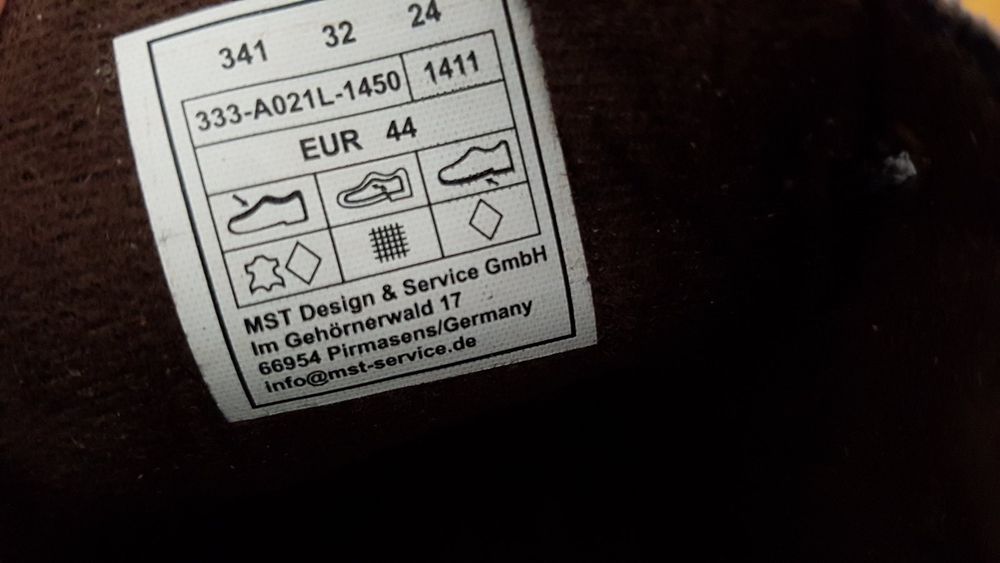 341 32 24
333-A021L-1450 1411
EUR 44
MST Design & Service GmbH
Im Gehörnerwald 17
66954 Pirmasens/Germany
info@mst-service.de